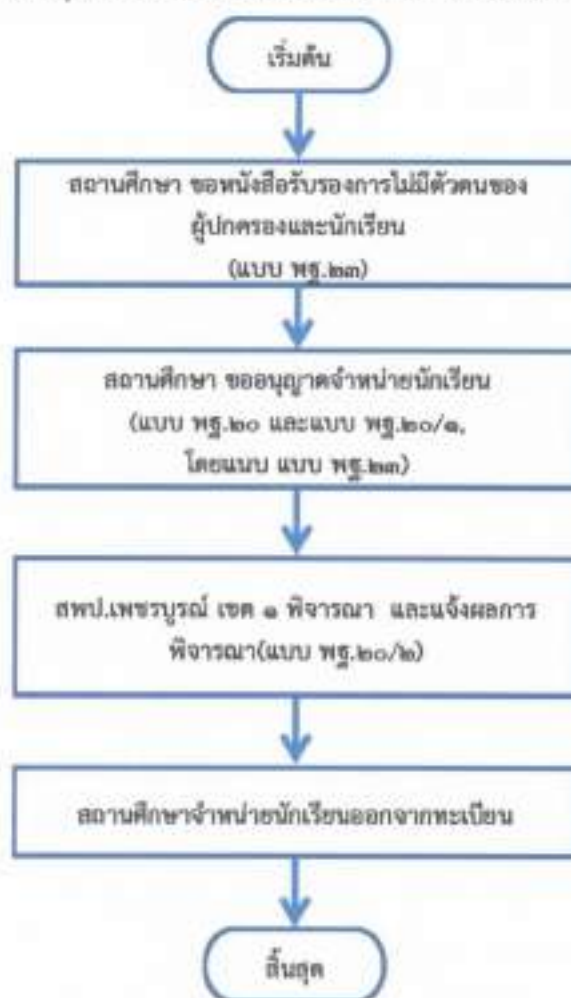 เริ่มต้น
สถานศึกษา ขอหนังสือรับรองการไม่มีตัวตนของ
ผู้ปกครองและนักเรียน
(แบบ พฐ.๒๓)
สถานศึกษา ขออนุญาตจำหน่ายนักเรียน
(แบบ พฐ.๒๐ และแบบ พฐ.๒๐/๑,
โดยแนบ แบบ พฐ.๒๓)
สพป.เพชรบูรณ์ เขต ๑ พิจารณา และแจ้งผลการ
พิจารณา(แบบ พฐ.๒๐/๒)
สถานศึกษาจำหน่ายนักเรียนออกจากทะเบียน
สิ้นสุด